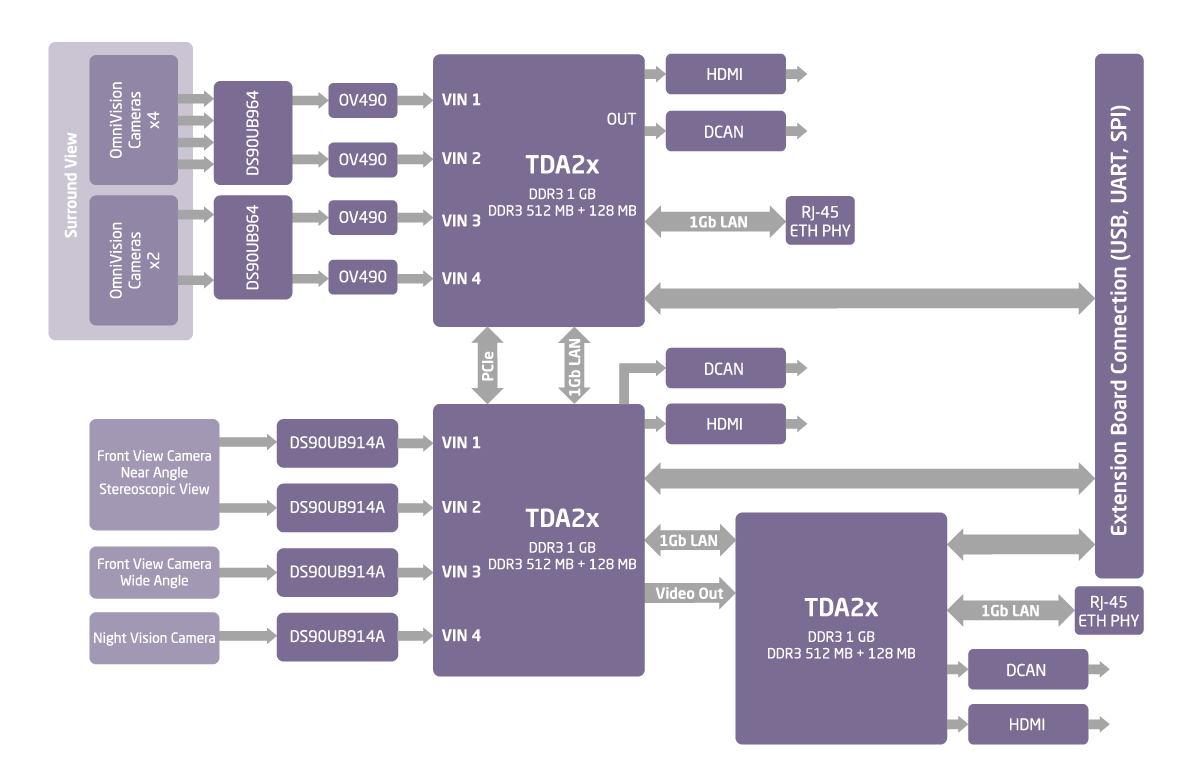 Surround View
OmniVision
Cameras
x4
OmniVision
Cameras
x2
DS90UB964
DS90UB964
OV490
OV490
OV490
OV490
VIN 1
VIN 2
VIN 3
VIN 4
OUT
TDA2x
DDR3 1 GB
DDR3 512 MB + 128 MB
HDMI
DCAN
1Gb LAN
RJ-45
ETH PHY
Extension Board Connection (USB, UART, SPI)
PCIe
1Gb LAN
DCAN
HDMI
Front View Camera
Near Angle
Stereoscopic View
Front View Camera
Wide Angle
Night Vision Camera
DS90UB914A
DS90UB914A
DS90UB914A
DS90UB914A
VIN 1
VIN 2
VIN 3
VIN 4
TDA2x
DDR3 1 GB
DDR3 512 MB + 128 MB
1Gb LAN
Video Out
TDA2x
DDR3 1 GB
DDR3 512 MB + 128 MB
1Gb LAN
RJ-45
ETH PHY
DCAN
HDMI